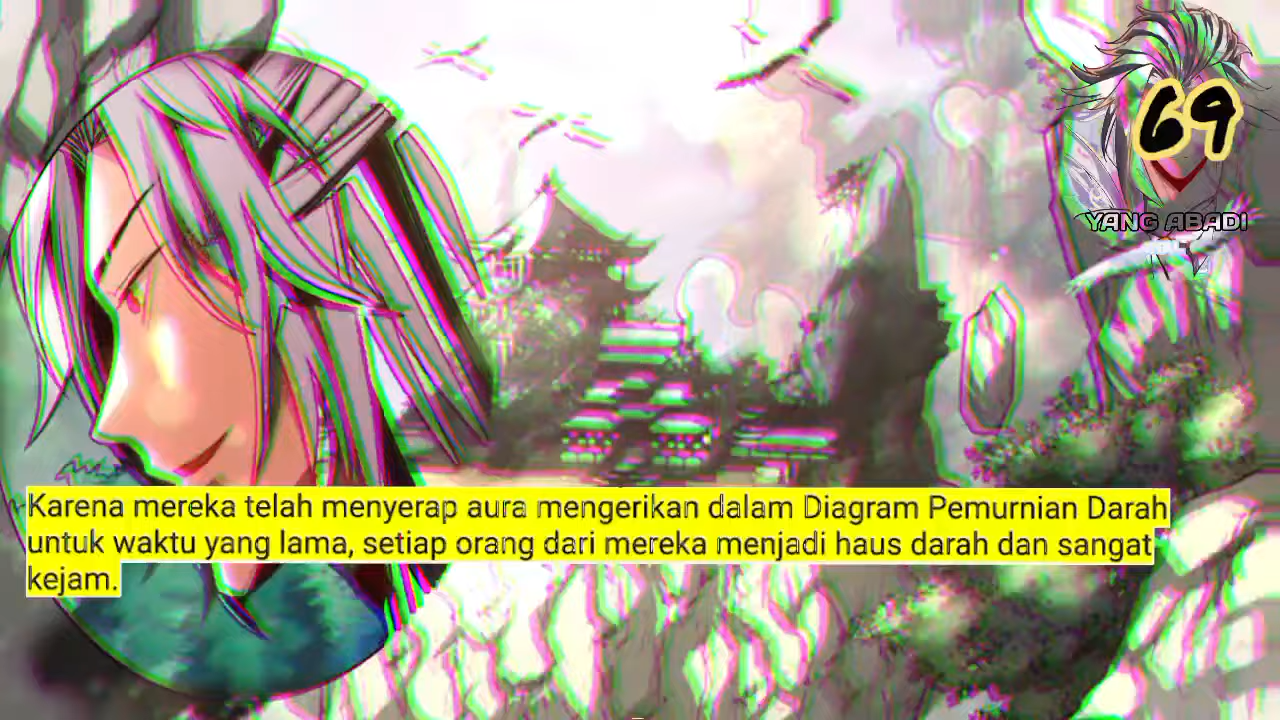 69
YANG ABADI
Karena mereka telah menyerap aura mengerikan dalam Diagram Pemurnian Darah
untuk waktu yang lama, setiap orang dari mereka menjadi haus darah dan sangat
kejam.